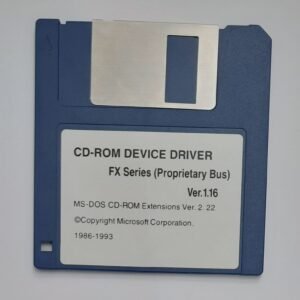 CD-ROM DEVICE DRIVER
FX Series (Proprietary Bus)
Ver.1.16
MS-DOS CD-ROM Extensions Ver. 2. 22
©Copyright Microsoft Corporation.
1986-1993